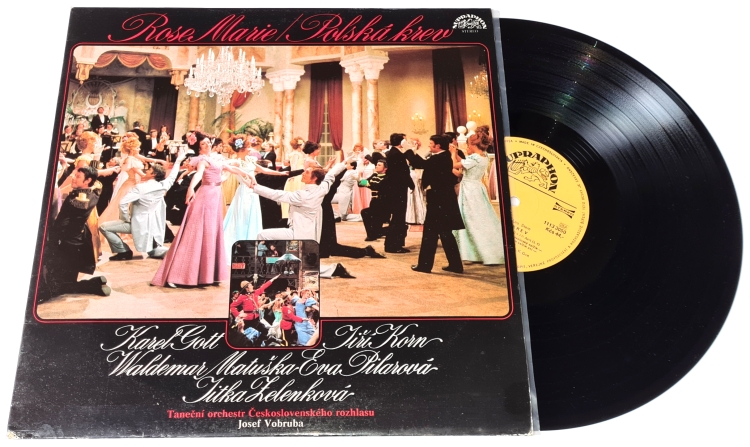 SUPRAPHON
STEREO
Rose Marie/Polská krev
Karel Gott Jiří Korn
Waldemar Matuška-Eva Pilarová
Jitka Zelenková
Taneční orchestr Československého rozhlasu
Josef Vobruba
SUPRAPHON